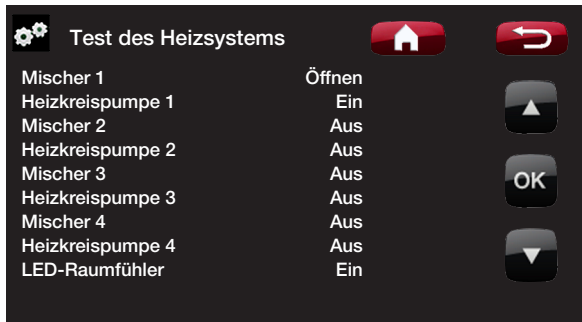 Test des Heizsystems
Mischer 1 Öffnen
Heizkreispumpe 1 Ein
Mischer 2 Aus
Heizkreispumpe 2 Aus
Mischer 3 Aus
Heizkreispumpe 3 Aus
Mischer 4 Aus
Heizkreispumpe 4 Aus
LED-Raumfühler Ein
OK